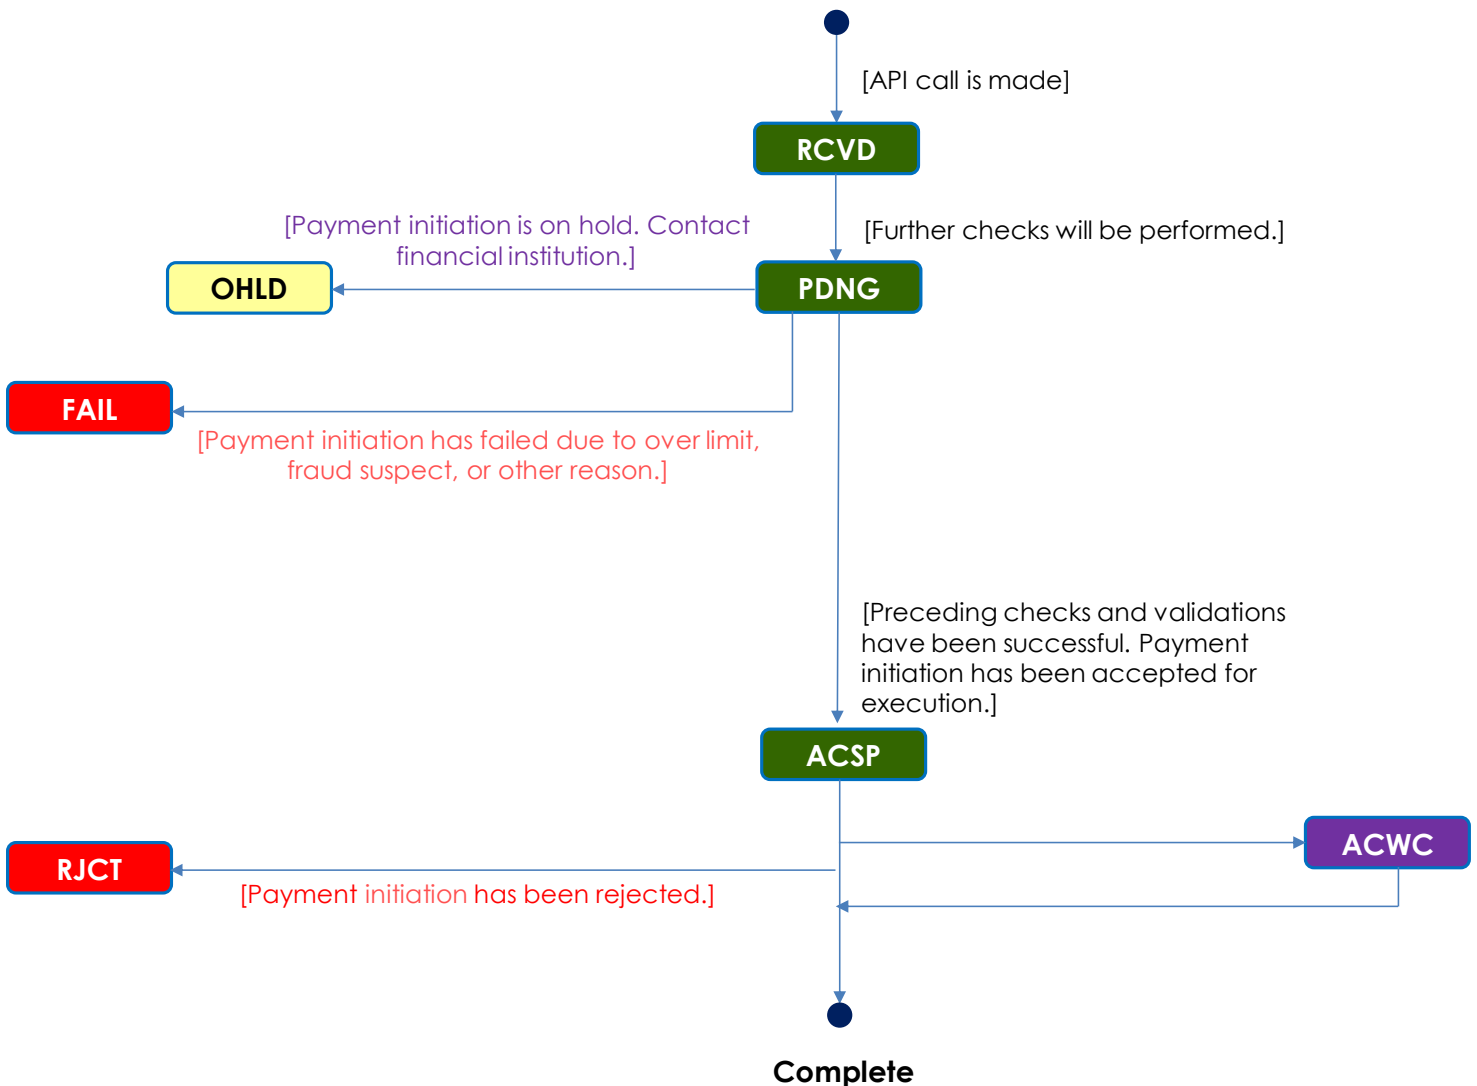 [API call is made]
RCVD
[Payment initiation is on hold. Contact
financial institution.]
[Further checks will be performed.]
OHLD
PDNG
FAIL
[Payment initiation has failed due to over limit,
fraud suspect, or other reason.]
[Preceding checks and validations
have been successful. Payment
initiation has been accepted for
execution.]
ACSP
ACWC
RJCT
[Payment initiation has been rejected.]
Complete